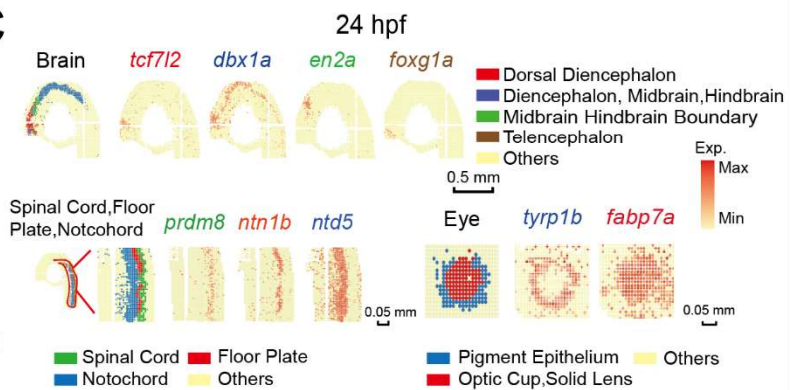 24 hpf
Brain tcf7l2 dbx1a en2a foxg1a
Dorsal Diencephalon
Diencephalon, Midbrain,Hindbrain
Midbrain Hindbrain Boundary
Telencephalon
Others
0.5 mm
Exp.
Max
Min
Spinal Cord,Floor
Plate,Notcohord
prdm8 ntn1b ntd5
Eye tyrp1b fabp7a
0.05 mm
0.05 mm
Spinal Cord Floor Plate
Notochord Others
Pigment Epithelium Others
Optic Cup,Solid Lens